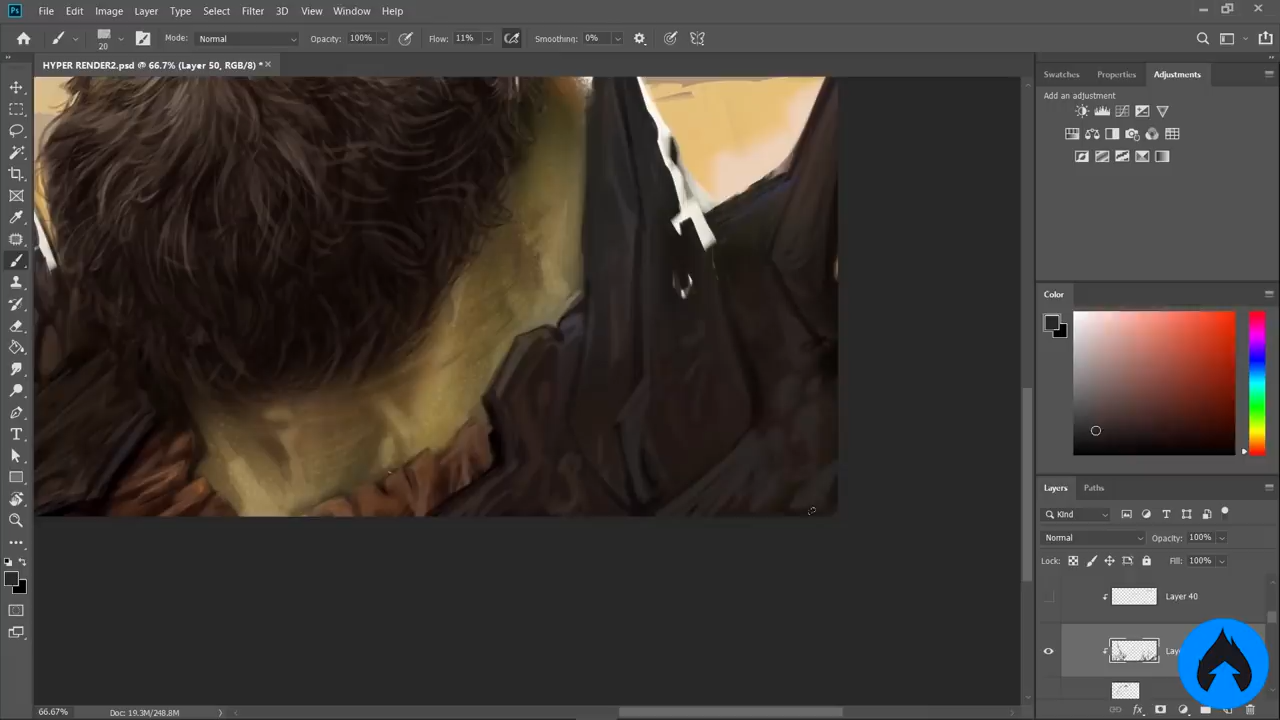 Ps File Edit Image Layer Type Select Filter 3D View Window Help
20 Mode: Normal Opacity: 100% Flow: 11% Smoothing: 0%
HYPER RENDER2.psd @ 66.7% (Layer 50, RGB/8) * ×
Swatches Properties Adjustments
Add an adjustment
Color
Layers Paths
Kind
Normal Opacity: 100%
Lock: Fill: 100%
Layer 40
66.67% Doc: 19.3M/248.8M